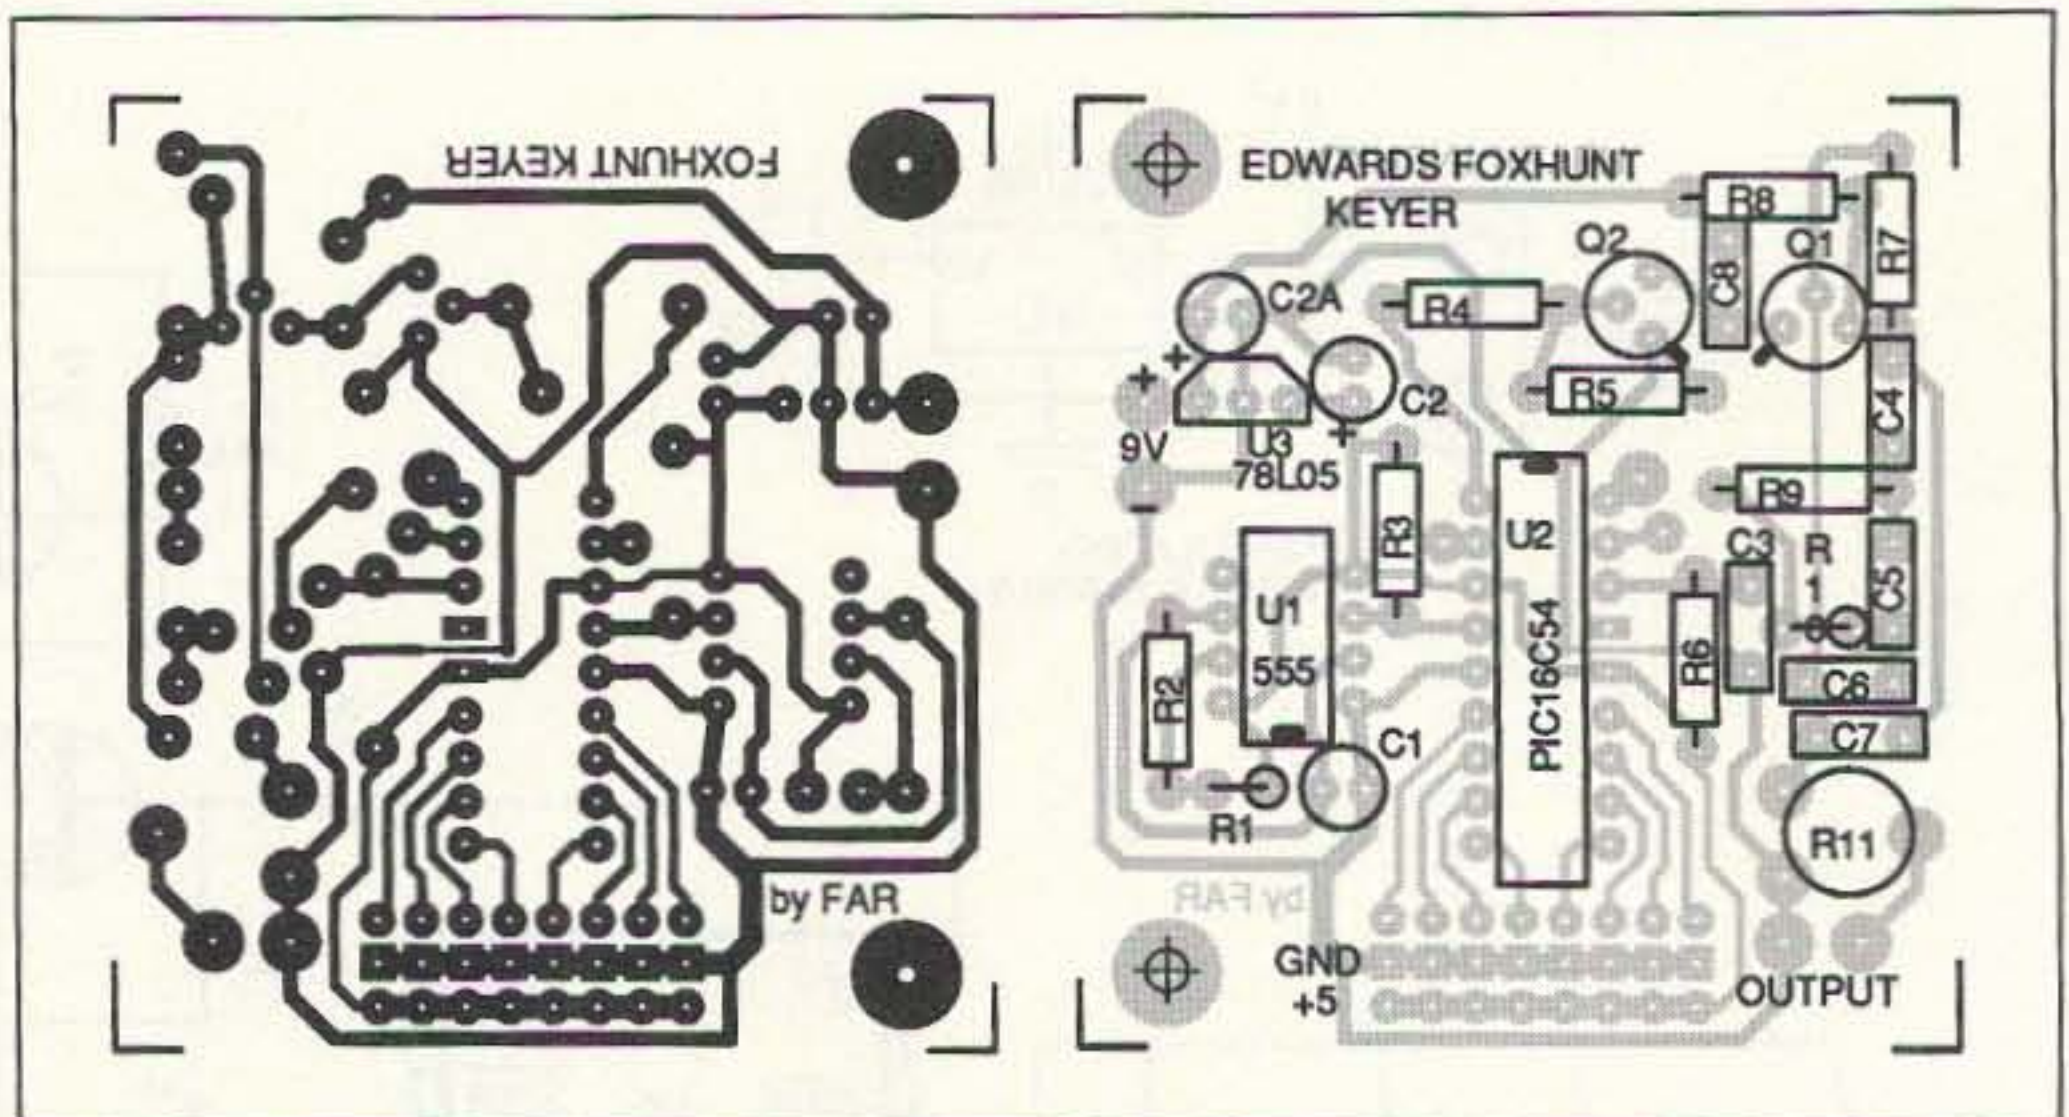 FOXHUNT KEYER
by FAR
EDWARDS FOXHUNT
KEYER
R8
Q2
Q1
R7
C8
C2A
R4
+
+
C2
R5
C4
9V
U3
+
78L05
R9
-
R3
U2
C3
R
1
C5
U1
PIC16C54
555
R2
R6
C6
C7
C1
R1
R11
by FAR
GND
+5
OUTPUT